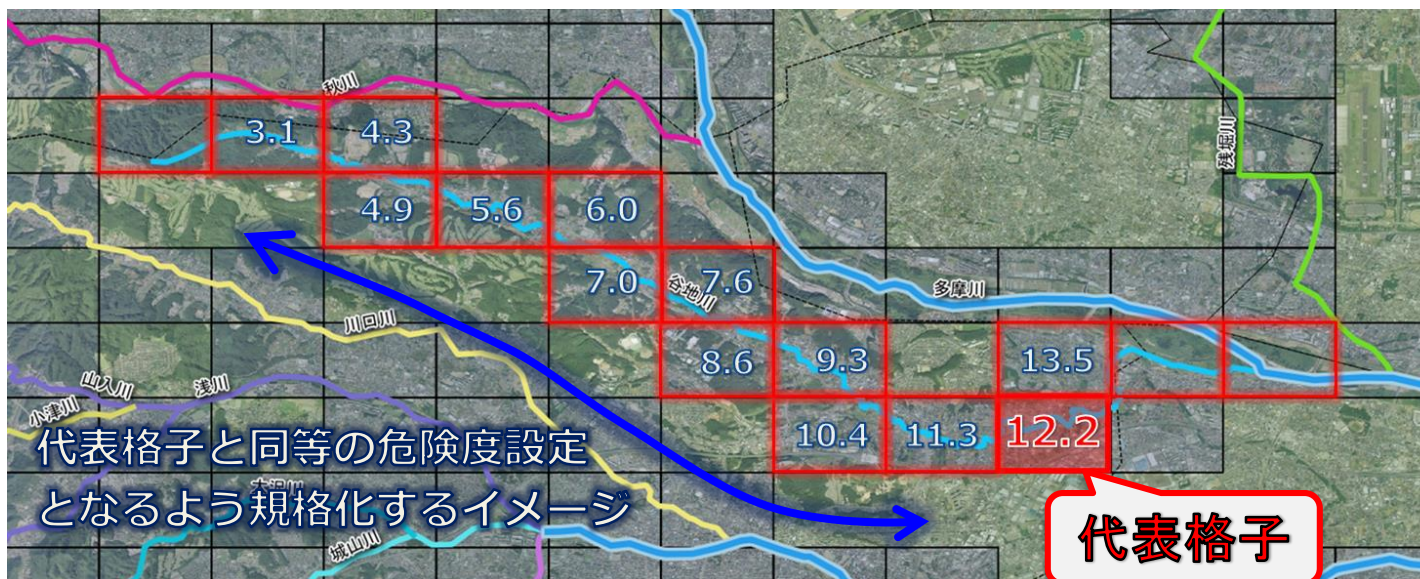 秋川
残堀川
3.1
4.3
4.9
5.6
6.0
7.0
7.6
谷地川
多摩川
川口川
8.6
9.3
13.5
山入川
浅川
小津川
10.4
11.3
12.2
代表格子と同等の危険度設定
大沢川
となるよう規格化するイメージ
城山川
代表格子